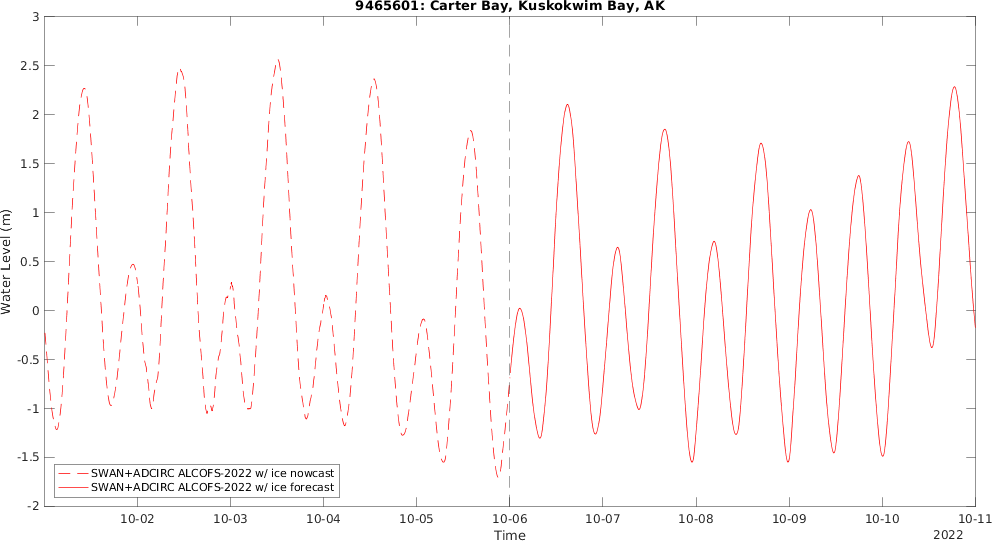 9465601: Carter Bay, Kuskokwim Bay, AK
3
2.5
2
1.5
1
0.5
0
-0.5
-1
-1.5
-2
Water Level (m)
SWAN+ADCIRC ALCOFS-2022 w/ ice nowcast
SWAN+ADCIRC ALCOFS-2022 w/ ice forecast
10-02 10-03 10-04 10-05 10-06 10-07 10-08 10-09 10-10 10-11
Time
2022